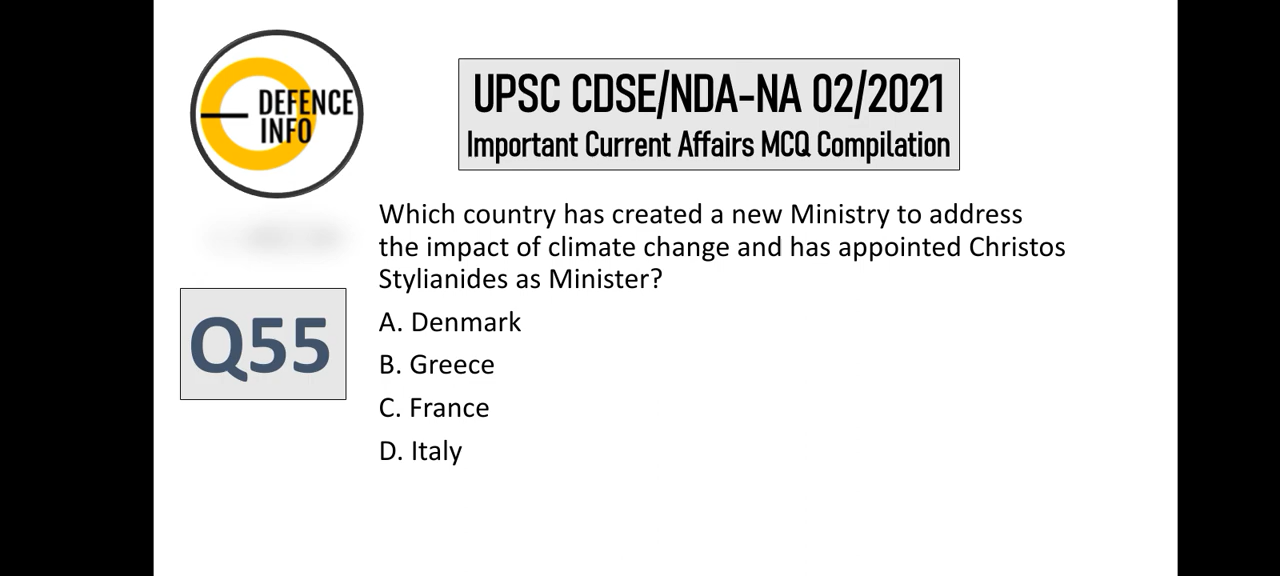 DEFENCE
INFO
UPSC CDSE/NDA-NA 02/2021
Important Current Affairs MCQ Compilation
Which country has created a new Ministry to address
the impact of climate change and has appointed Christos
Stylianides as Minister?
Q55
A. Denmark
B. Greece
C. France
D. Italy